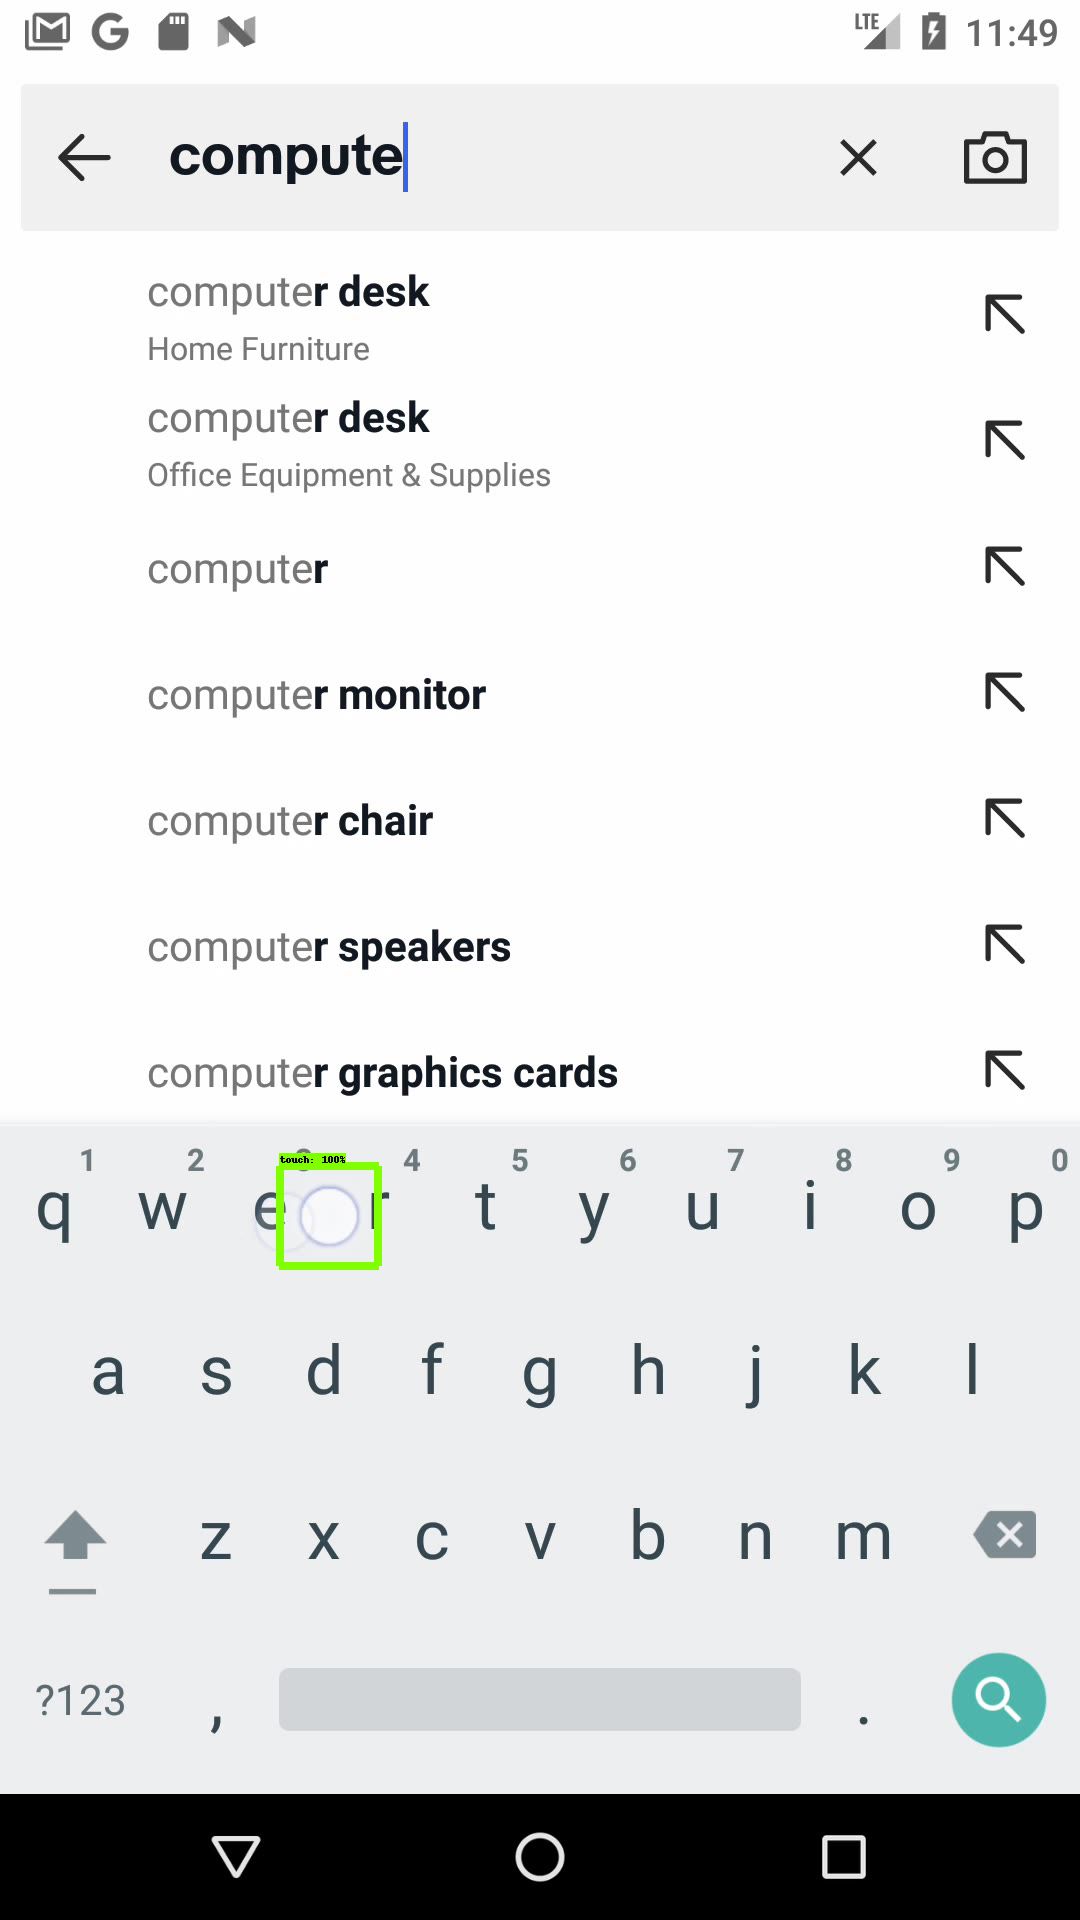 LTE 11:49
compute
computer desk
Home Furniture
computer desk
Office Equipment & Supplies
computer
computer monitor
computer chair
computer speakers
computer graphics cards
touch: 100%
1 2 3 4 5 6 7 8 9 0
q w e r t y u i o p
a s d f g h j k l
z x c v b n m
?123 , .